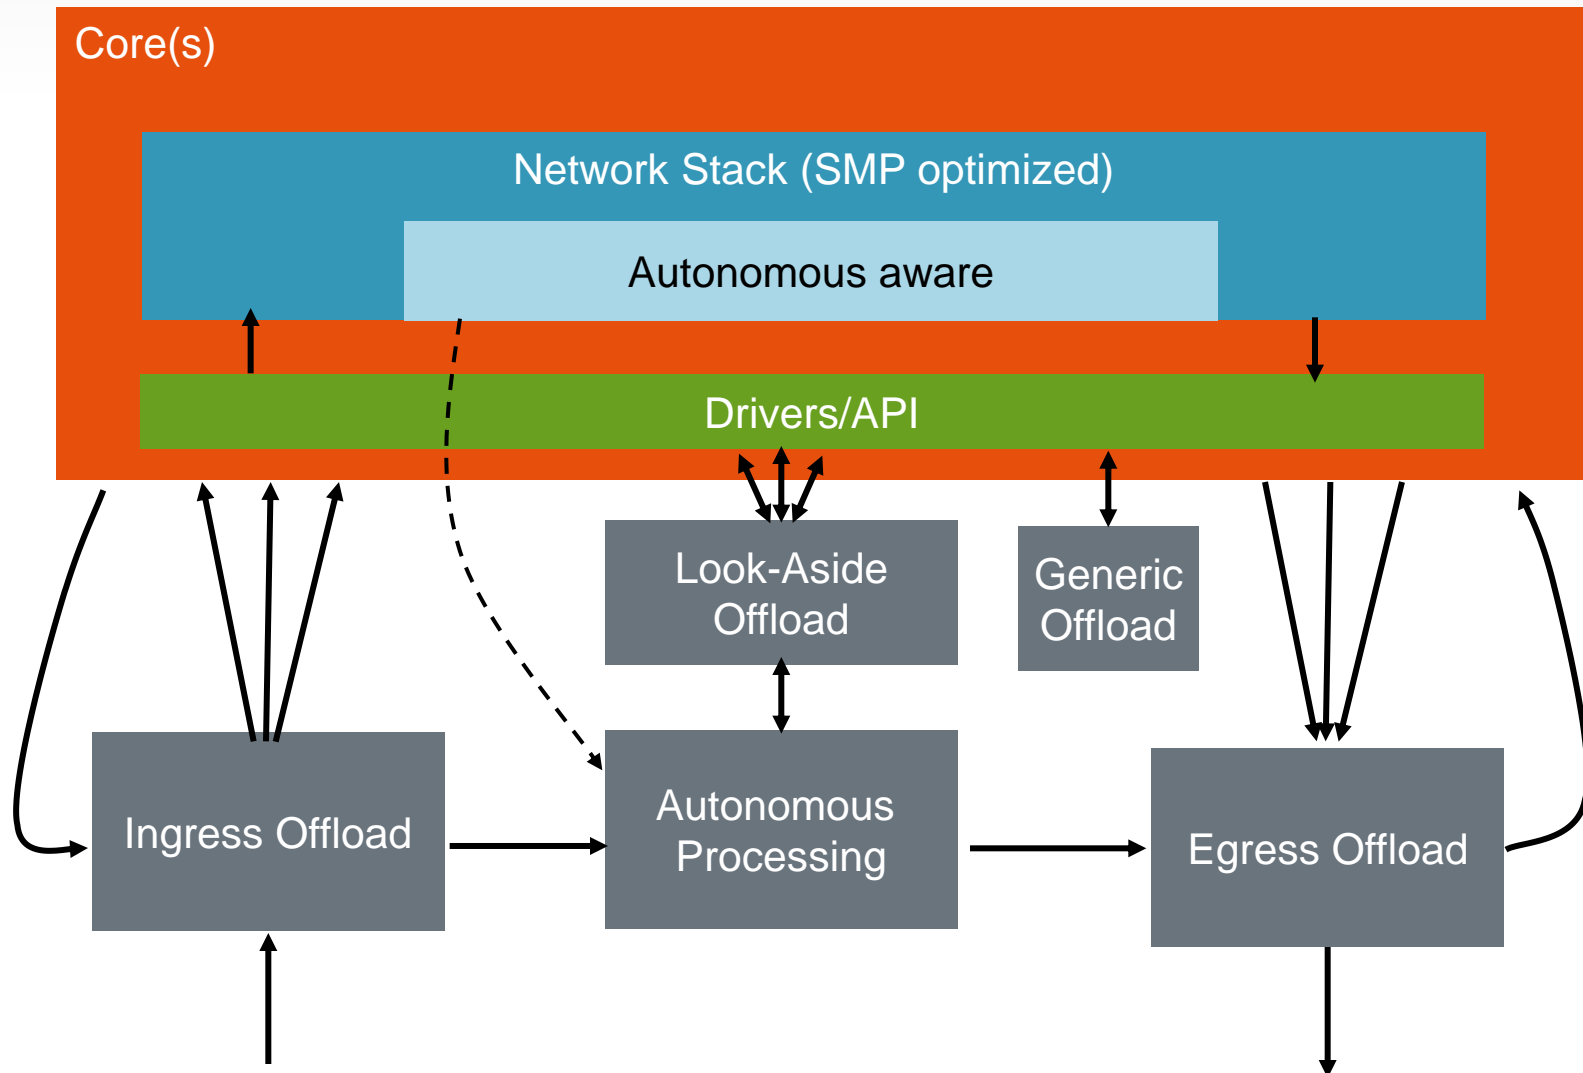 Core(s)
Network Stack (SMP optimized)
Autonomous aware
Drivers/API
Look-Aside
Offload
Generic
Offload
Ingress Offload
Autonomous
Processing
Egress Offload